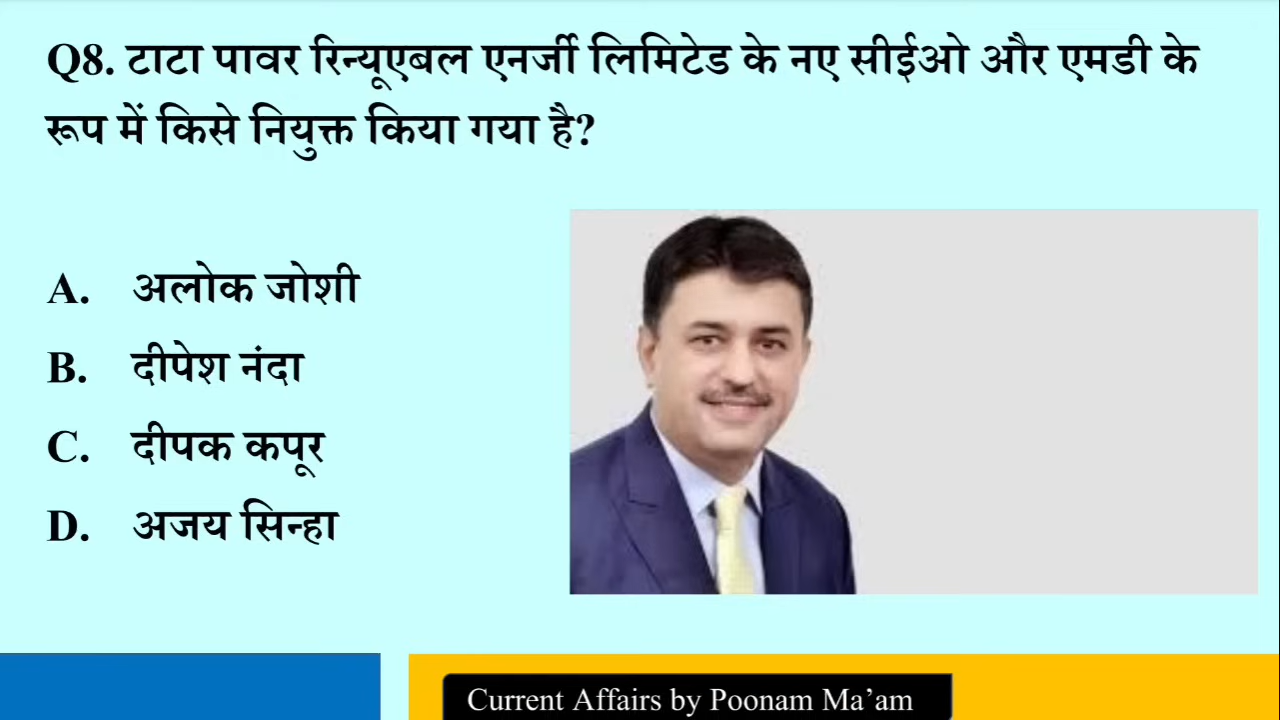 Q8. टाटा पावर रिन्यूएबल एनर्जी लिमिटेड के नए सीईओ और एमडी के
रूप में किसे नियुक्त किया गया है?
A. अलोक जोशी
B. दीपेश नंदा
C. दीपक कपूर
D. अजय सिन्हा
Current Affairs by Poonam Ma’am